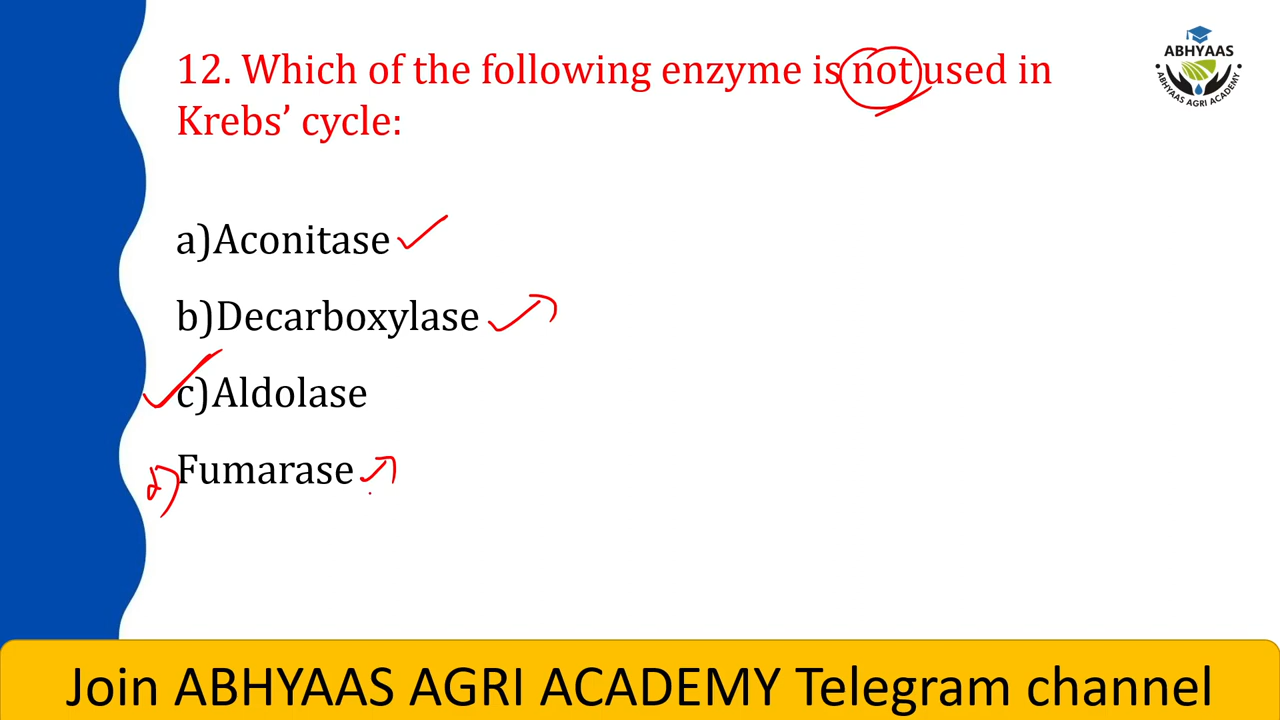 ABHYAAS
ABHYAAS AGRI ACADEMY
12. Which of the following enzyme is not used in
Krebs’ cycle:
a)Aconitase
b)Decarboxylase
c)Aldolase
d) Fumarase
Join ABHYAAS AGRI ACADEMY Telegram channel